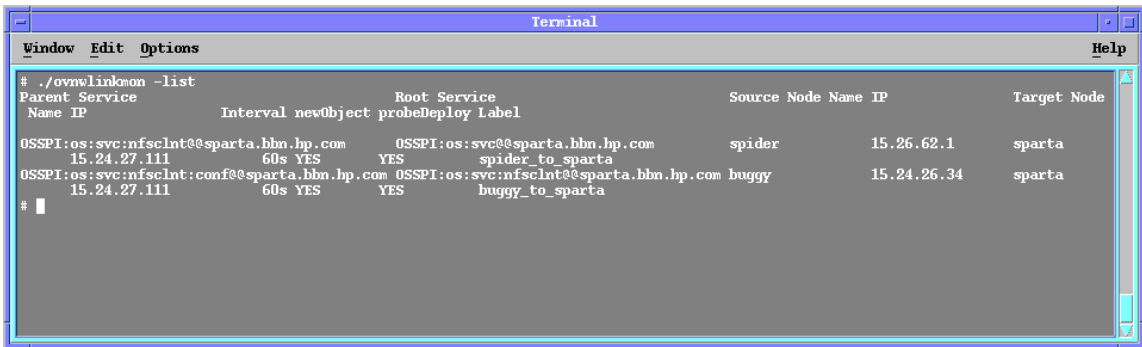 Terminal
Window Edit Options Help
# ./ovnwlinkmon -list
Parent Service Root Service Source Node Name IP Target Node
Name IP Interval newObject probeDeploy Label
OSSPI:os:svc:nfsclnt@@sparta.bbn.hp.com OSSPI:os:svc@@sparta.bbn.hp.com spider 15.26.62.1 sparta
15.24.27.111 60s YES YES spider_to_sparta
OSSPI:os:svc:nfsclnt:conf@@sparta.bbn.hp.com OSSPI:os:svc:nfsclnt@@sparta.bbn.hp.com buggy 15.24.26.34 sparta
15.24.27.111 60s YES YES buggy_to_sparta
#